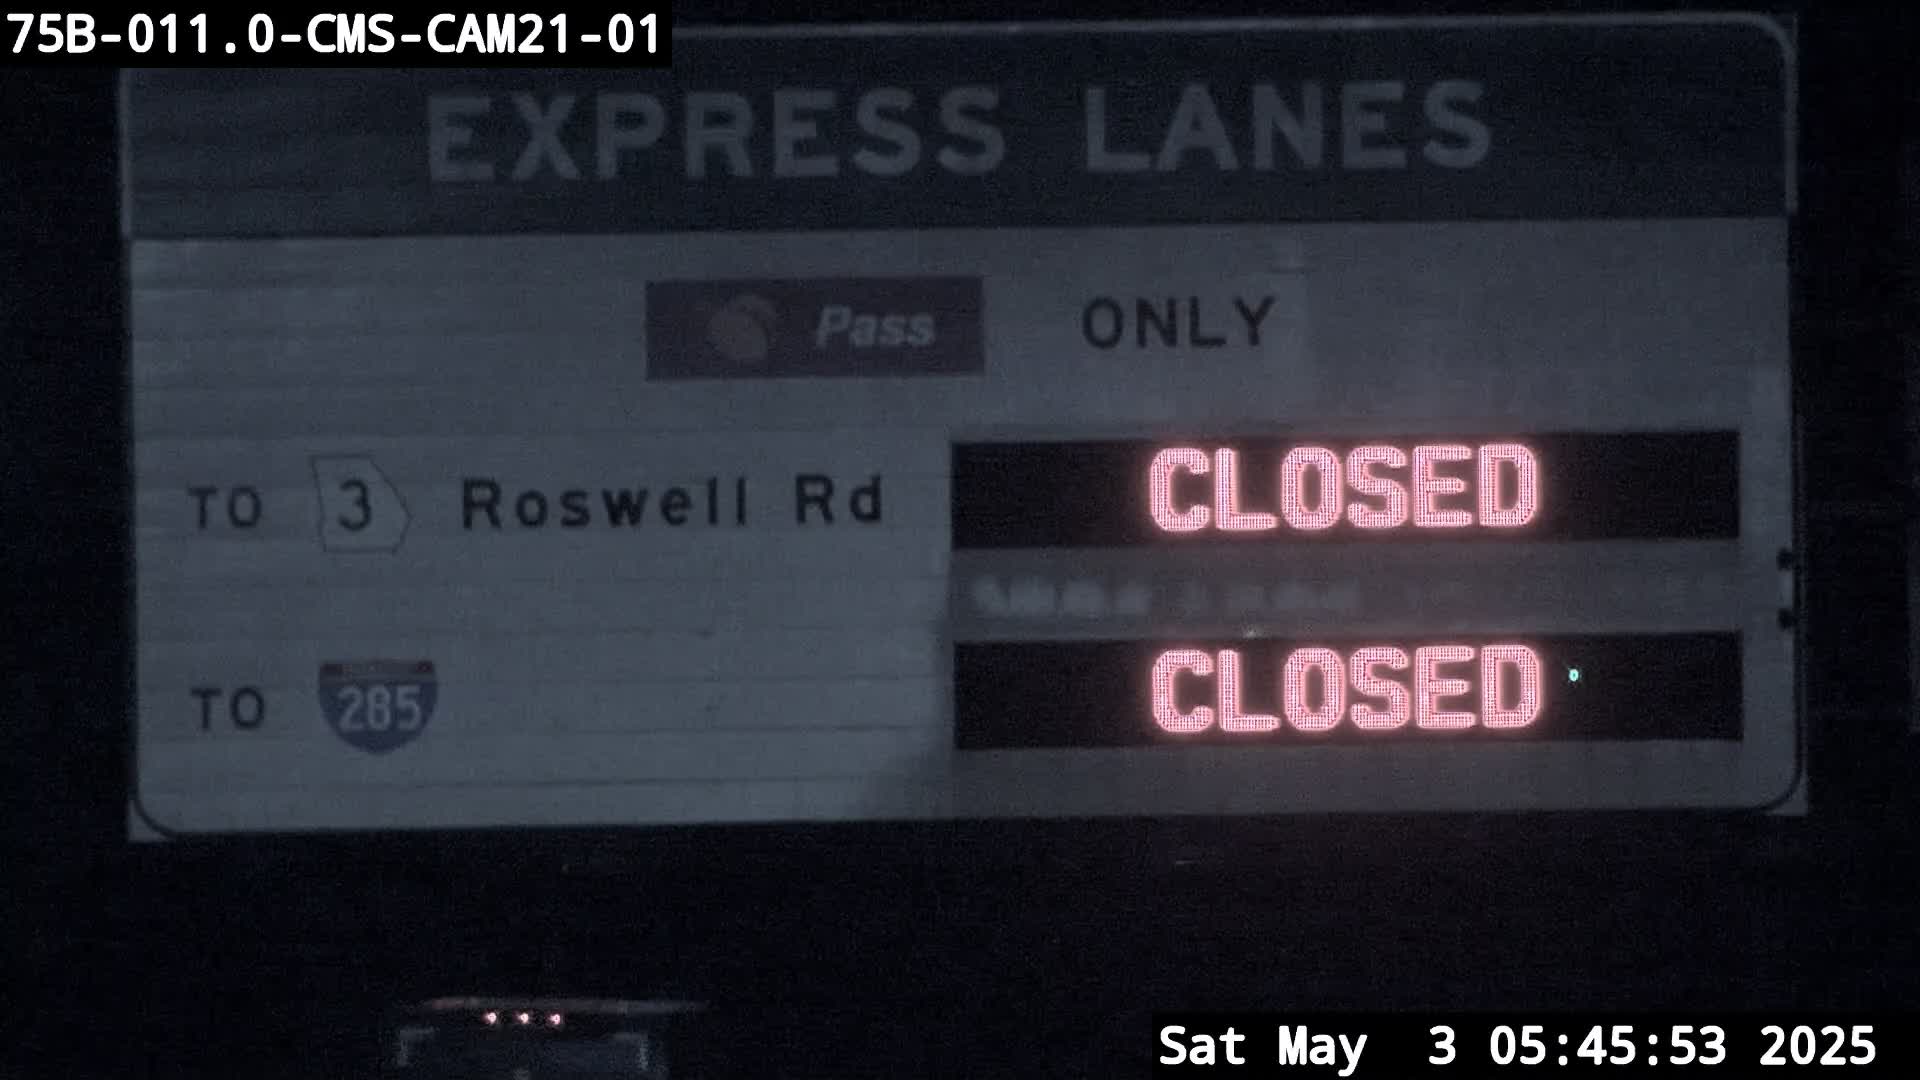 75B-011.0-CMS-CAM21-01
EXPRESS LANES
Pass ONLY
TO 3 Roswell Rd CLOSED
TO 285 CLOSED
Sat May 3 05:45:53 2025